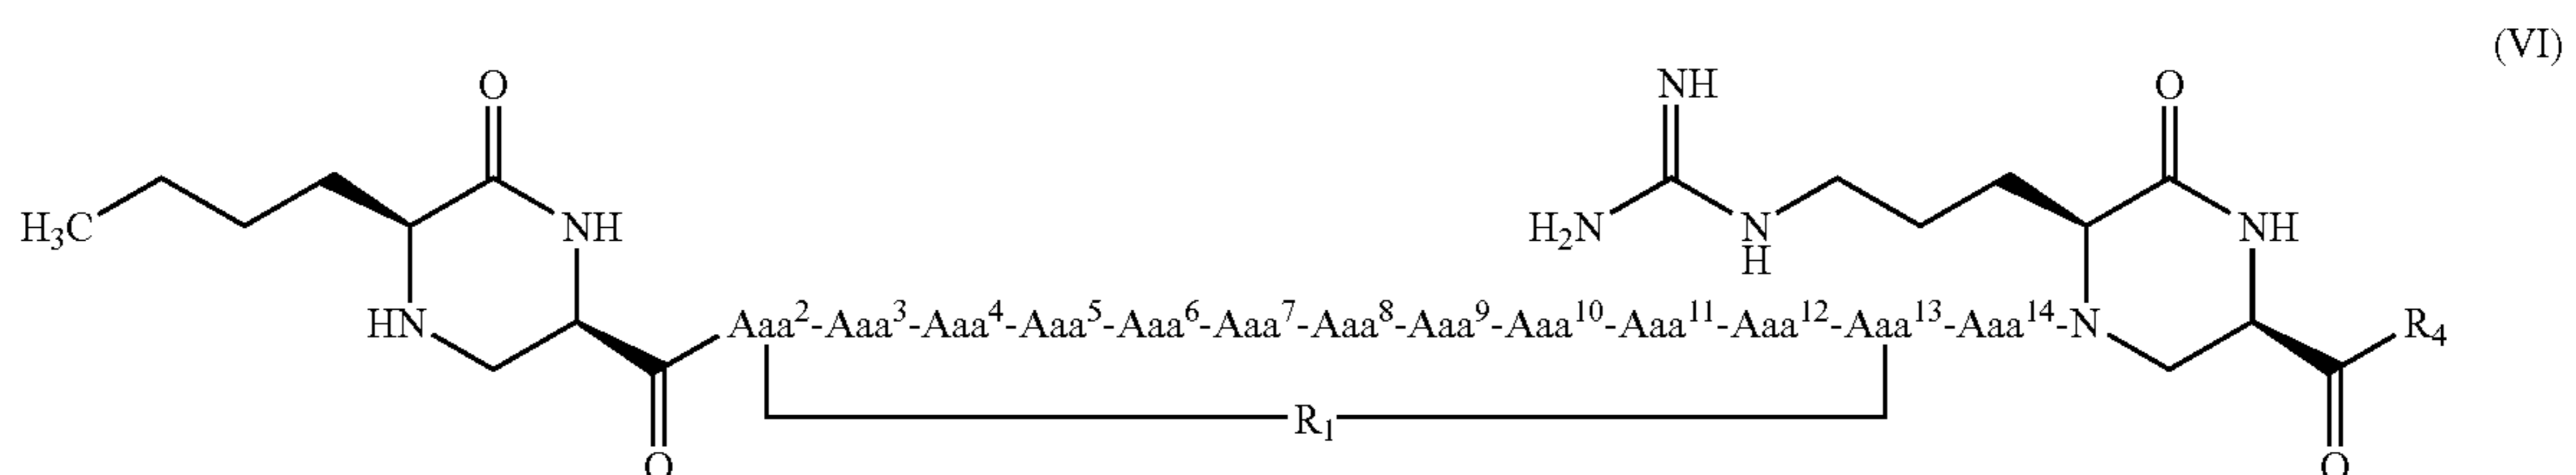 (VI)
O NH O
H₃C NH H₂N N H NH
HN Aaa²-Aaa³-Aaa⁴-Aaa⁵-Aaa⁶-Aaa⁷-Aaa⁸-Aaa⁹-Aaa¹⁰-Aaa¹¹-Aaa¹²-Aaa¹³-Aaa¹⁴-N R₄
R₁
O O